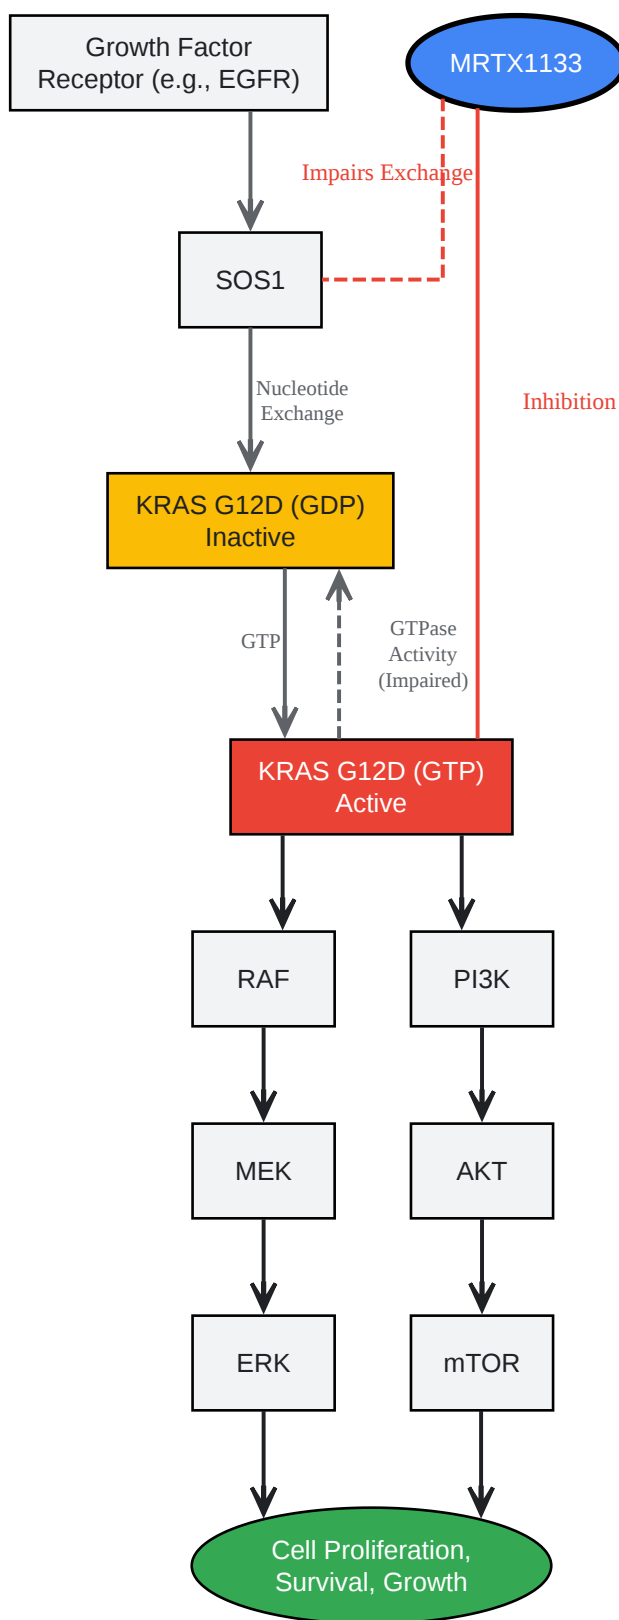 Growth Factor
Receptor (e.g., EGFR)
MRTX1133
Impairs Exchange
SOS1
Nucleotide
Exchange
Inhibition
KRAS G12D (GDP)
Inactive
GTP
GTPase
Activity
(Impaired)
KRAS G12D (GTP)
Active
RAF
PI3K
MEK
AKT
ERK
mTOR
Cell Proliferation,
Survival, Growth